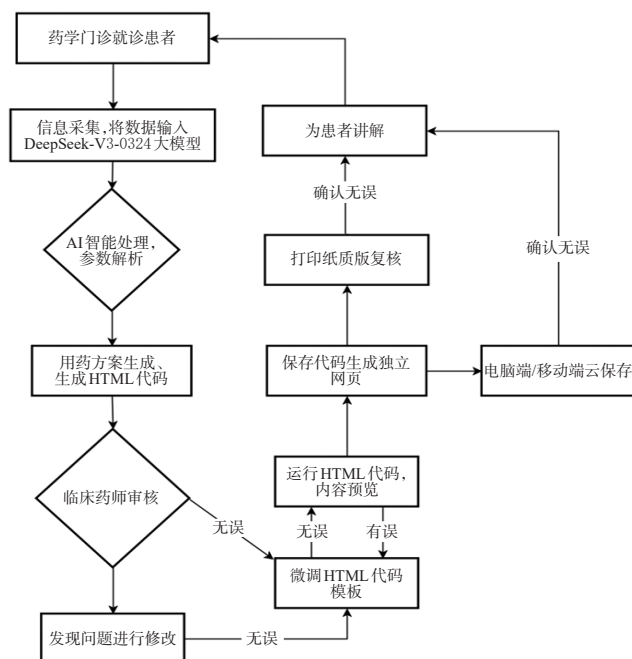 药学门诊就诊患者
信息采集，将数据输入
DeepSeek-V3-0324大模型
AI智能处理，
参数解析
用药方案生成、
生成HTML代码
临床药师审核
无误
发现问题进行修改
无误
微调HTML代码
模板
无误
有误
运行HTML代码，
内容预览
保存代码生成独立
网页
打印纸质版复核
确认无误
为患者讲解
电脑端/移动端云保存
确认无误